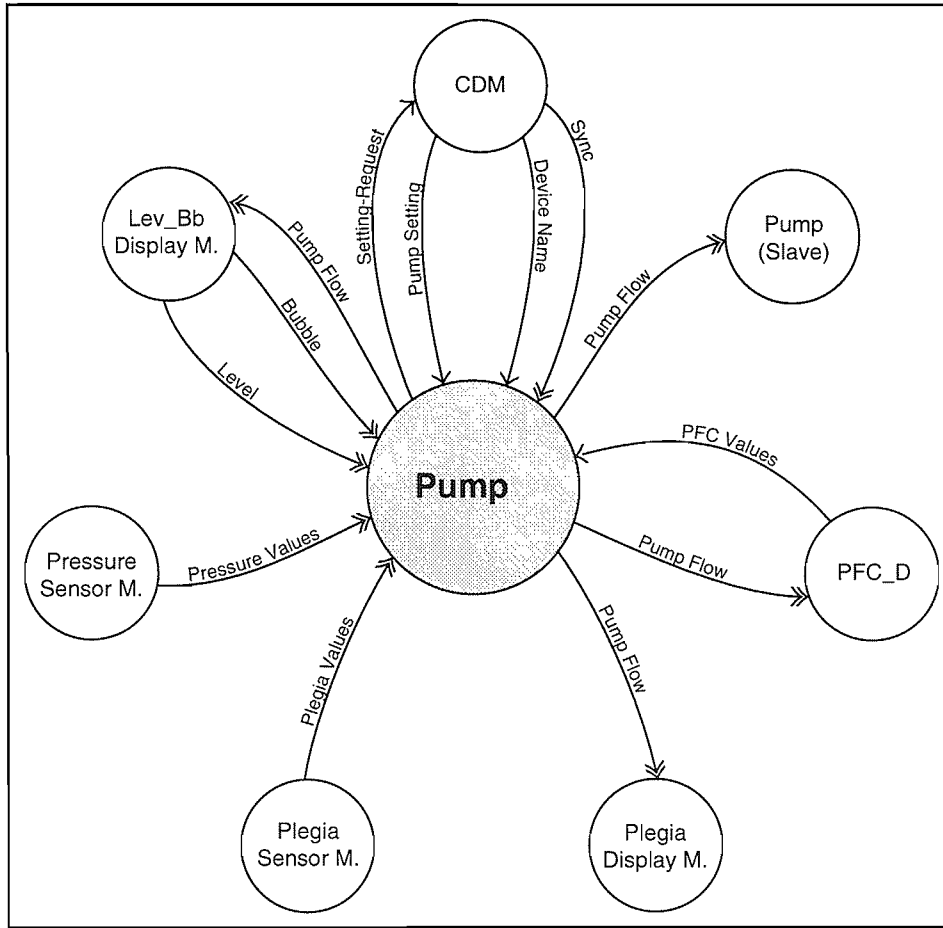 CDM
Setting-Request
Pump Setting
Device Name
Sync
Lev_Bb
Display M.
Pump Flow
Bubble
Level
Pump
(Slave)
Pump Flow
PFC Values
Pump
Pressure
Sensor M.
Pressure Values
Pump Flow
PFC_D
Plegia Values
Pump Flow
Plegia
Sensor M.
Plegia
Display M.